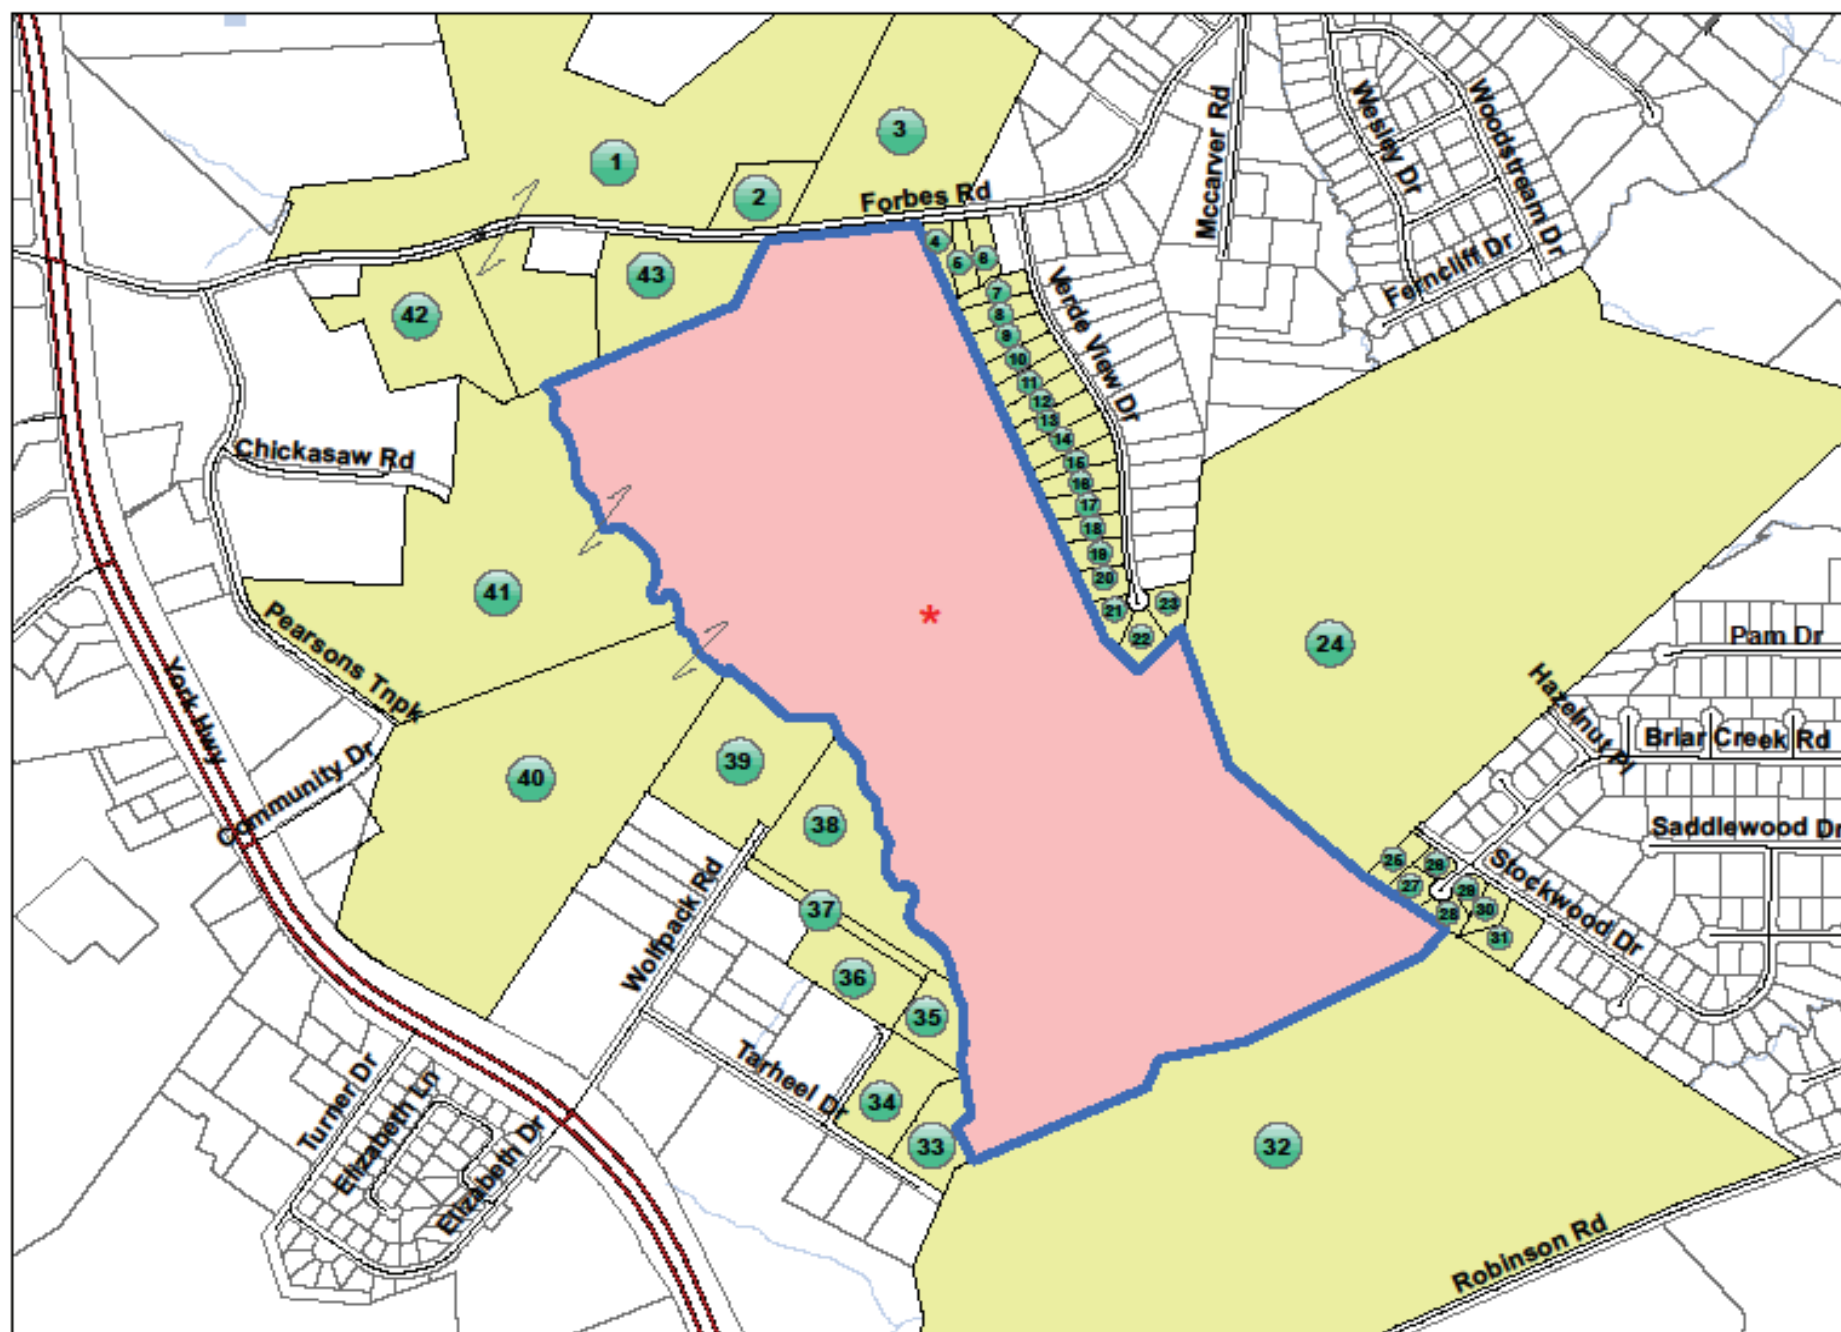 3
1
2
Forbes Rd
Mccarver Rd
Wesley Dr
Woodstream Dr
4
5
6
43
42
Ferncliff Dr
7
8
9
10
11
12
13
14
15
16
17
18
19
20
21
22
23
Verde View Dr
Chickasaw Rd
41
*
24
Pearsons Tnpk
York Hwy
Community Dr
40
39
38
37
36
35
34
33
32
Wolfpack Rd
Tarheel Dr
Turner Dr
Elizabeth Ln
Elizabeth Dr
Pam Dr
Hazelnut Pl
Briar Creek Rd
Saddlewood Dr
Stockwood Dr
25
26
27
28
29
30
31
Robinson Rd